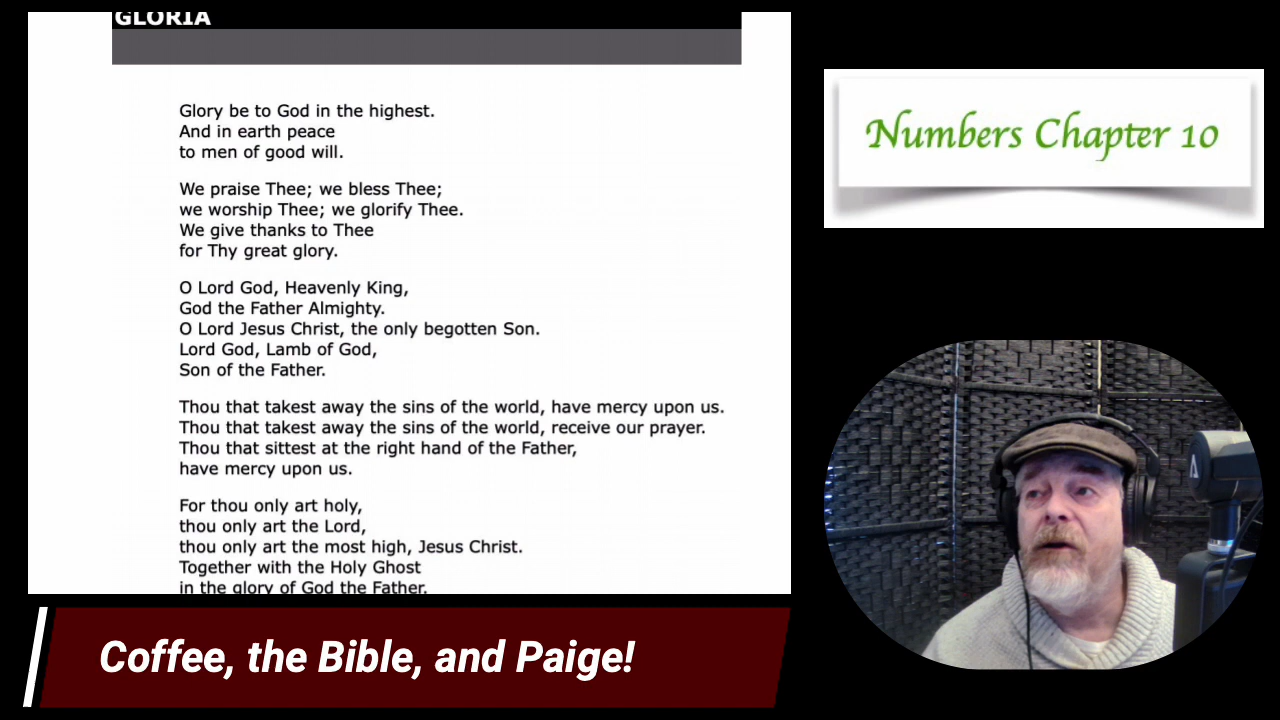 GLORIA
Glory be to God in the highest.
And in earth peace
to men of good will.
We praise Thee; we bless Thee;
we worship Thee; we glorify Thee.
We give thanks to Thee
for Thy great glory.
O Lord God, Heavenly King,
God the Father Almighty.
O Lord Jesus Christ, the only begotten Son.
Lord God, Lamb of God,
Son of the Father.
Thou that takest away the sins of the world, have mercy upon us.
Thou that takest away the sins of the world, receive our prayer.
Thou that sittest at the right hand of the Father,
have mercy upon us.
For thou only art holy,
thou only art the Lord,
thou only art the most high, Jesus Christ.
Together with the Holy Ghost
in the glory of God the Father.
Numbers Chapter 10
Coffee, the Bible, and Paige!